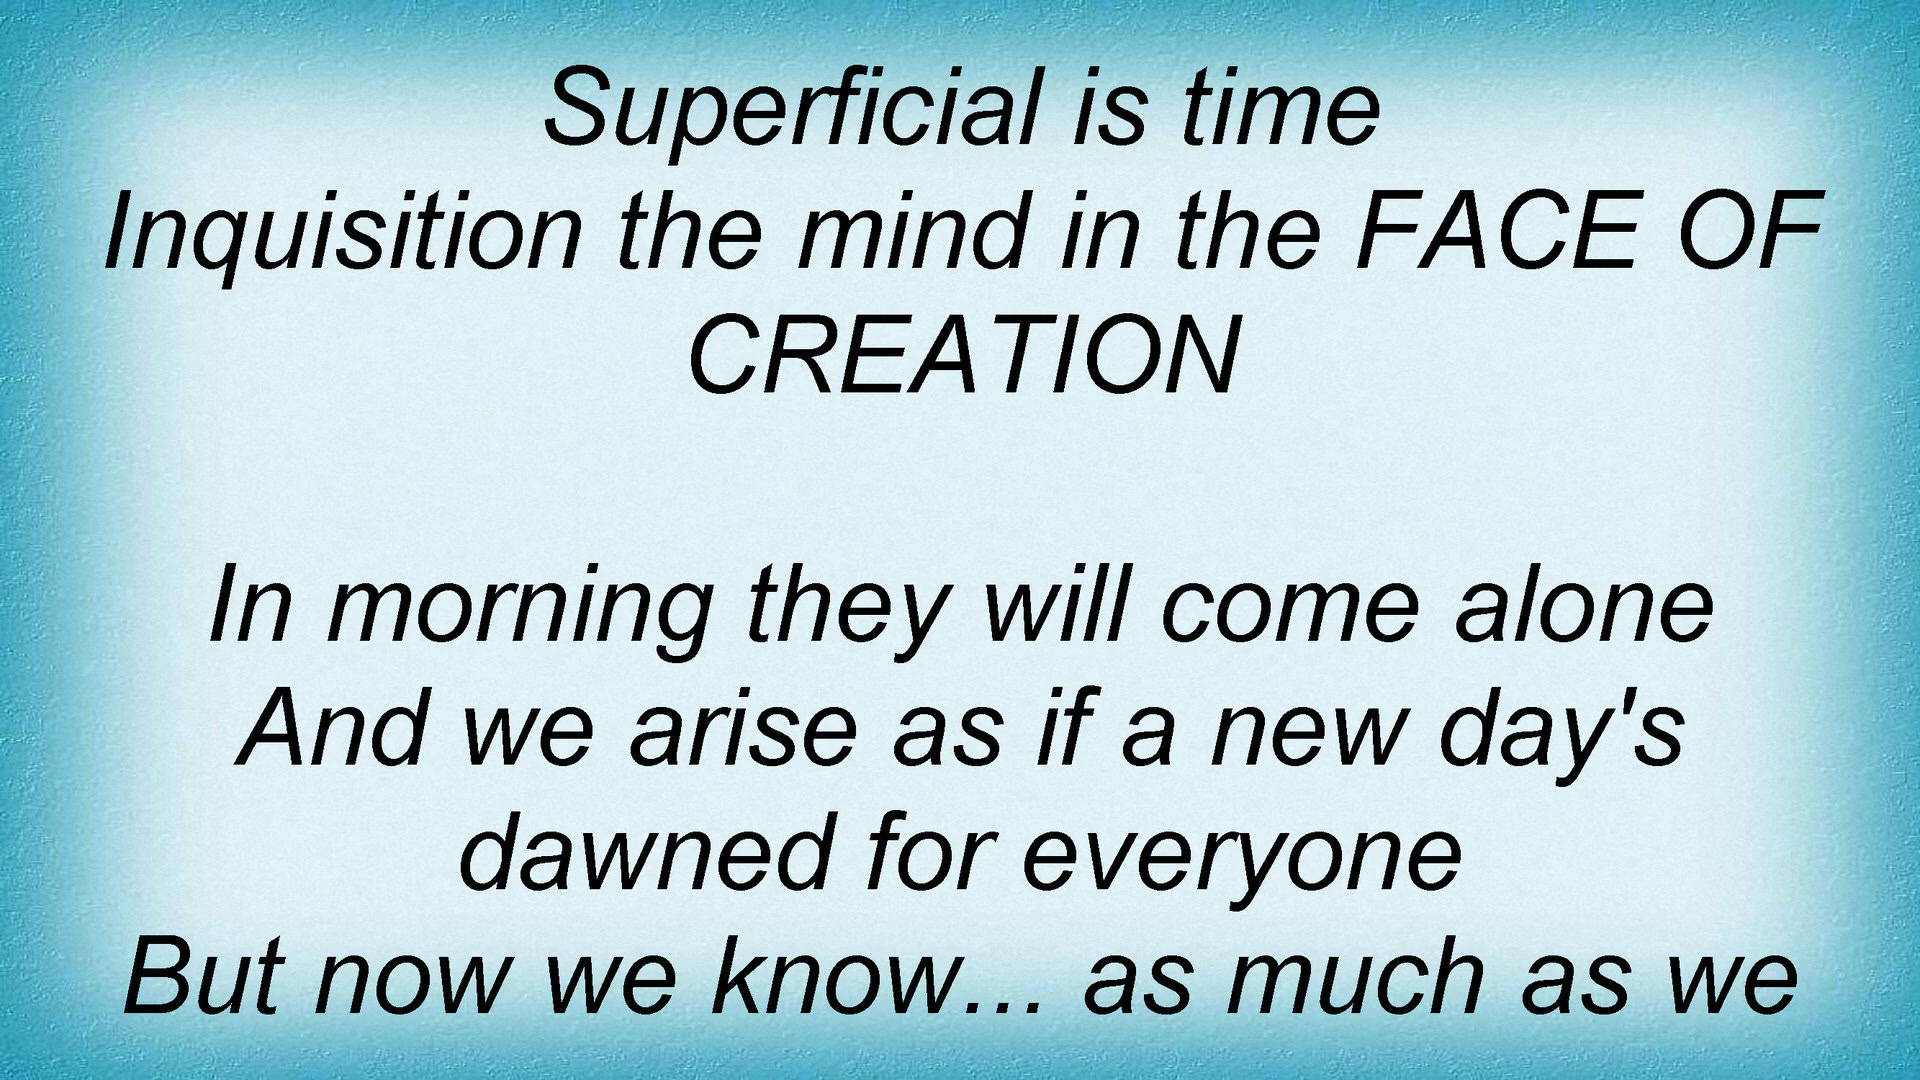 Superficial is time
Inquisition the mind in the FACE OF
CREATION
In morning they will come alone
And we arise as if a new day's
dawned for everyone
But now we know... as much as we